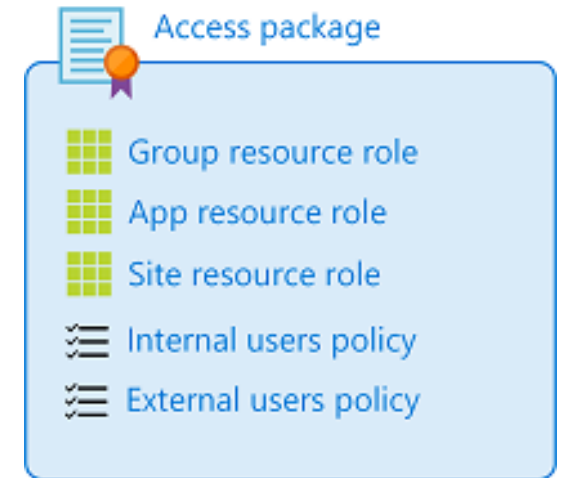 Access package
Group resource role
App resource role
Site resource role
Internal users policy
External users policy